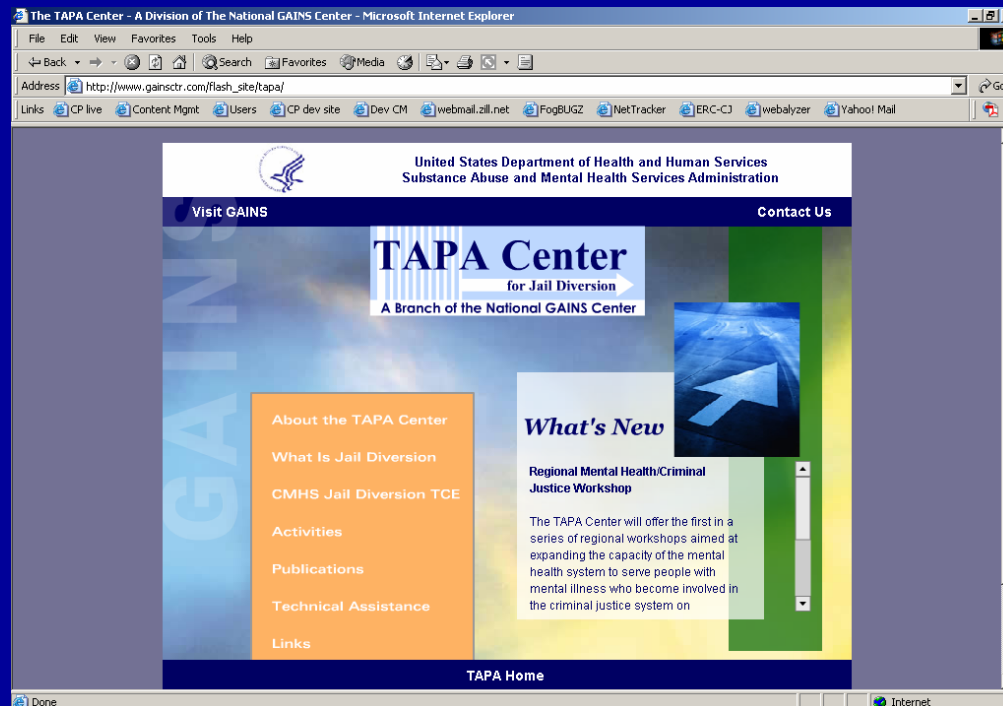 The TAPA Center - A Division of The National GAINS Center - Microsoft Internet Explorer
File Edit View Favorites Tools Help
Back Search Favorites Media
Address http://www.gainsctr.com/flash_site/tapa/ Go
Links CP live Content Mgmt Users CP dev site Dev CM webmail.zill.net FogBUGZ NetTracker ERC-CJ webalyzer Yahoo! Mail
United States Department of Health and Human Services
Substance Abuse and Mental Health Services Administration
Visit GAINS Contact Us
GAINS
TAPA Center
for Jail Diversion
A Branch of the National GAINS Center
About the TAPA Center
What Is Jail Diversion
CMHS Jail Diversion TCE
Activities
Publications
Technical Assistance
Links
What's New
Regional Mental Health/Criminal
Justice Workshop
The TAPA Center will offer the first in a
series of regional workshops aimed at
expanding the capacity of the mental
health system to serve people with
mental illness who become involved in
the criminal justice system on
TAPA Home
Done Internet